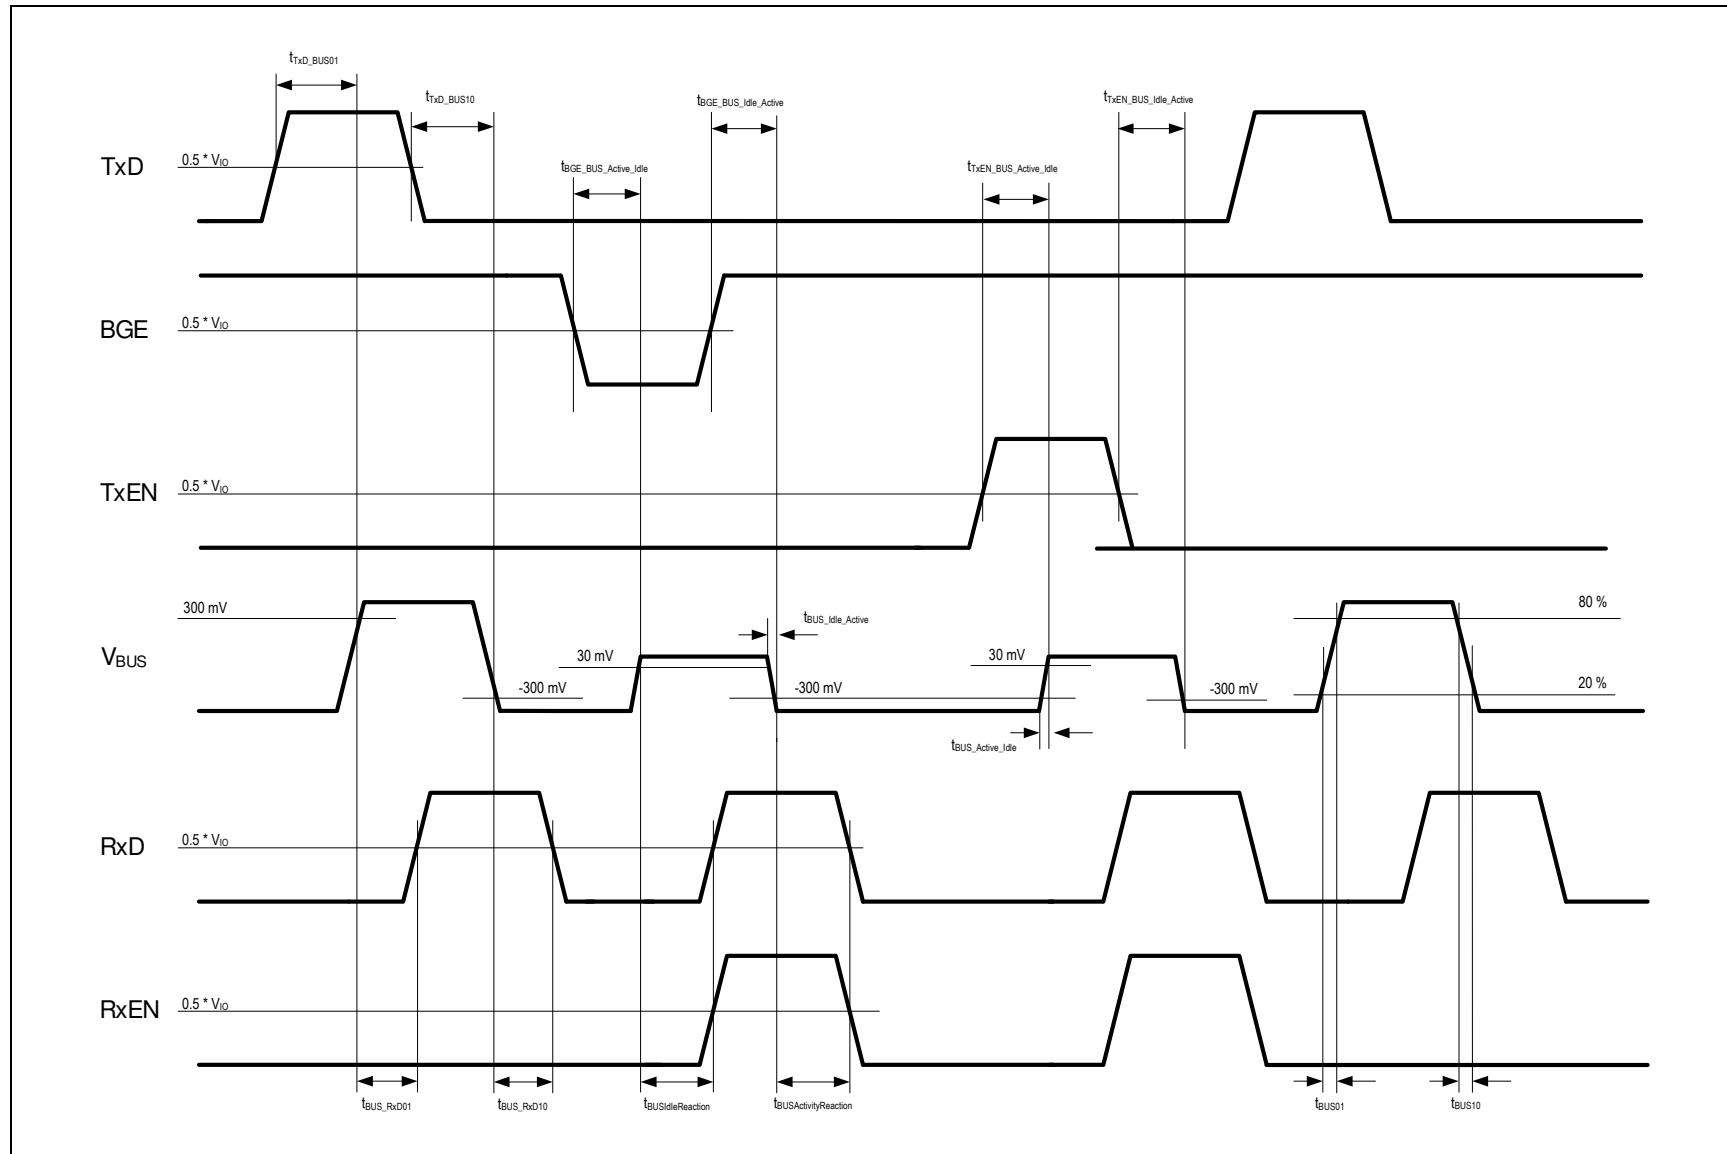 tTxD_BUS01
tTxD_BUS10
tBGE_BUS_Idle_Active
tTxEN_BUS_Idle_Active
tBGE_BUS_Active_Idle
tTxEN_BUS_Active_Idle
TxD
0.5 * VIO
BGE
0.5 * VIO
TxEN
0.5 * VIO
300 mV
80 %
tBUS_Idle_Active
VBUS
30 mV
30 mV
-300 mV
-300 mV
-300 mV
20 %
tBUS_Active_Idle
RxD
0.5 * VIO
RxEN
0.5 * VIO
tBUS_RxD01
tBUS_RxD10
tBUSIdleReaction
tBUSActivityReaction
tBUS01
tBUS10